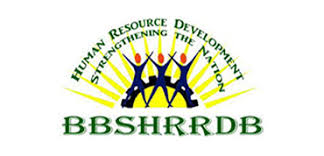 Human Resource Development
Strengthening the Nation
BBSHRRDB